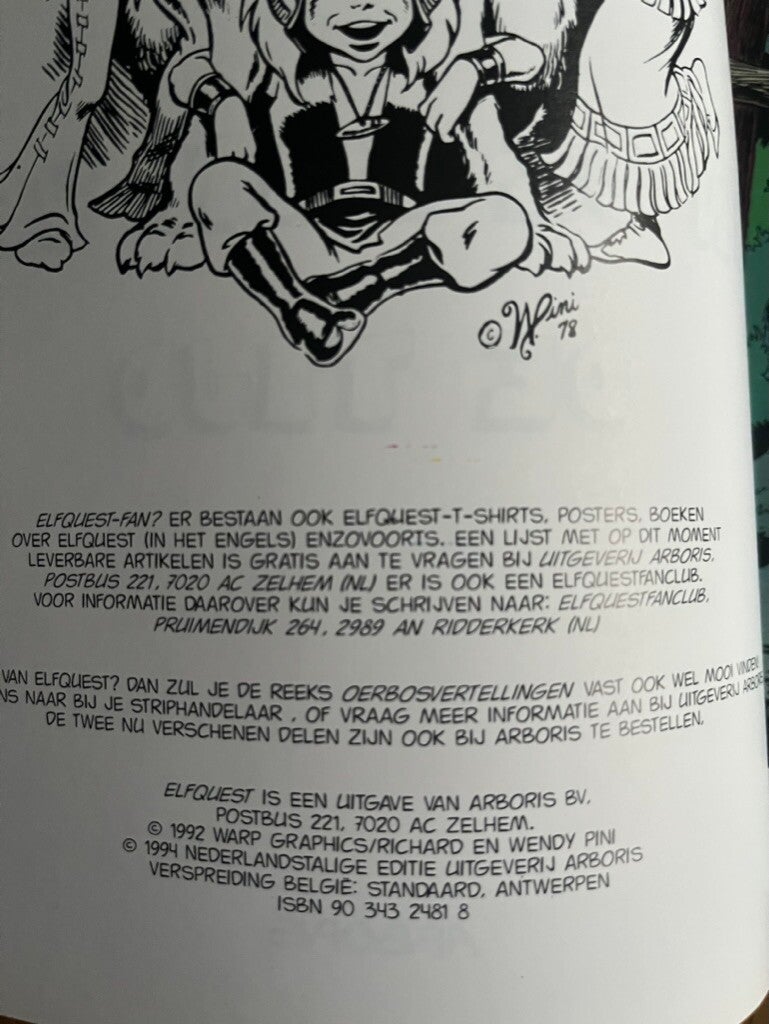 © WPini
78
ELFQUEST-FAN? ER BESTAAN OOK ELFQUEST-T-SHIRTS, POSTERS, BOEKEN
OVER ELFQUEST (IN HET ENGELS) ENZOVOORTS. EEN LIJST MET OP DIT MOMENT
LEVERBARE ARTIKELEN IS GRATIS AAN TE VRAGEN BIJ UITGEVERIJ ARBORIS,
POSTBUS 221, 7020 AC ZELHEM (NL) ER IS OOK EEN ELFQUESTFANCLUB.
VOOR INFORMATIE DAAROVER KUN JE SCHRIJVEN NAAR: ELFQUESTFANCLUB,
PRUIMENDIJK 264, 2989 AN RIDDERKERK (NL)
VAN ELFQUEST? DAN ZUL JE DE REEKS OERBOSVERTELLINGEN VAST OOK WEL MOOI VINDEN
NS NAAR BIJ JE STRIPHANDELAAR , OF VRAAG MEER INFORMATIE AAN BIJ UITGEVERIJ ARBORIS
DE TWEE NU VERSCHENEN DELEN ZIJN OOK BIJ ARBORIS TE BESTELLEN.
ELFQUEST IS EEN UITGAVE VAN ARBORIS BV,
POSTBUS 221, 7020 AC ZELHEM.
© 1992 WARP GRAPHICS/RICHARD EN WENDY PINI
© 1994 NEDERLANDSTALIGE EDITIE UITGEVERIJ ARBORIS
VERSPREIDING BELGIË: STANDAARD, ANTWERPEN
ISBN 90 343 2481 8